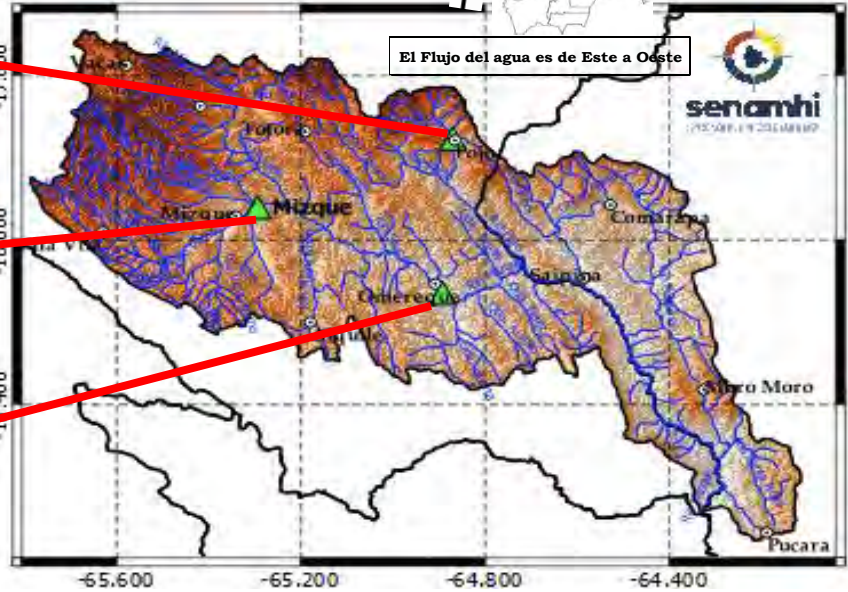 El Flujo del agua es de Este a Oeste
senamhi
Vacas
Totora
Pojo
Mizque
Mizque
Comarapa
Saipina
Omereque
Moro Moro
Pucara
-65.600
-65.200
-64.800
-64.400